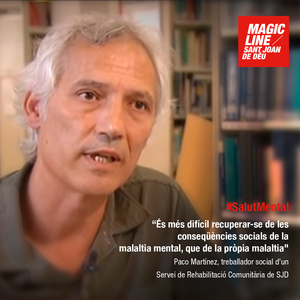 MAGIC
LINE
SANT JOAN
DE DÉU
#SalutMental
“És més difícil recuperar-se de les
conseqüències socials de la
malaltia mental, que de la pròpia malaltia"
Paco Martínez, treballador social d'un
Servei de Rehabilitació Comunitària de SJD